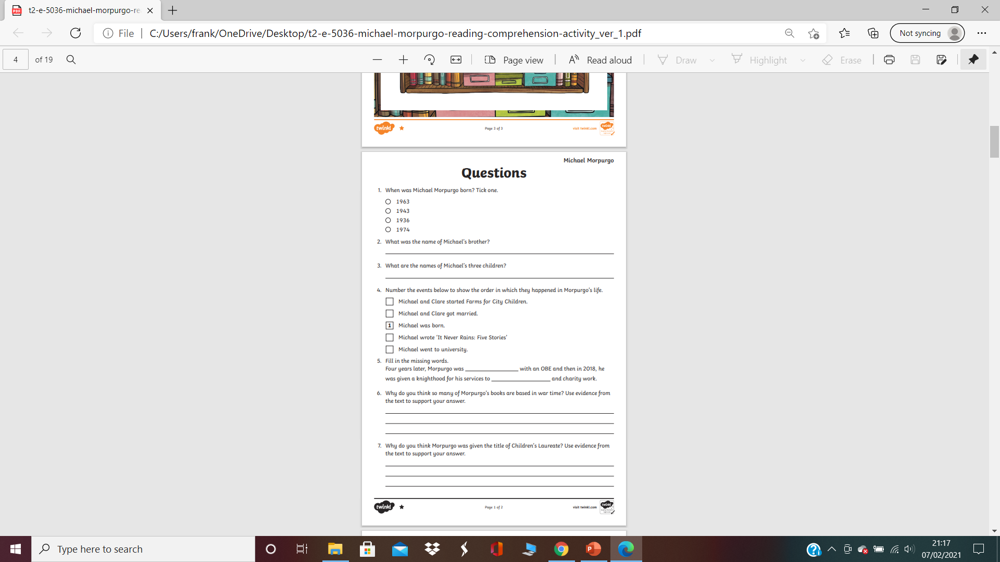 t2-e-5036-michael-morpurgo-re
File
C:/Users/frank/OneDrive/Desktop/t2-e-5036-michael-morpurgo-reading-comprehension-activity_ver_1.pdf
Not syncing
4 of 19
Page view
Read aloud
Draw
Highlight
Erase
twinkl
Page 3 of 3
visit twinkl.com
twinkl
Michael Morpurgo
Questions
1. When was Michael Morpurgo born? Tick one.
1963
1943
1936
1974
2. What was the name of Michael's brother?
3. What are the names of Michael's three children?
4. Number the events below to show the order in which they happened in Morpurgo's life.
Michael and Clare started Farms for City Children.
Michael and Clare got married.
1 Michael was born.
Michael wrote 'It Never Rains: Five Stories'
Michael went to university.
5. Fill in the missing words.
Four years later, Morpurgo was ____ with an OBE and then in 2018, he
was given a knighthood for his services to ____ and charity work.
6. Why do you think so many of Morpurgo's books are based in war time? Use evidence from
the text to support your answer.
7. Why do you think Morpurgo was given the title of Children's Laureate? Use evidence from
the text to support your answer.
twinkl
Page 1 of 2
visit twinkl.com
twinkl
Type here to search
21:17
07/02/2021